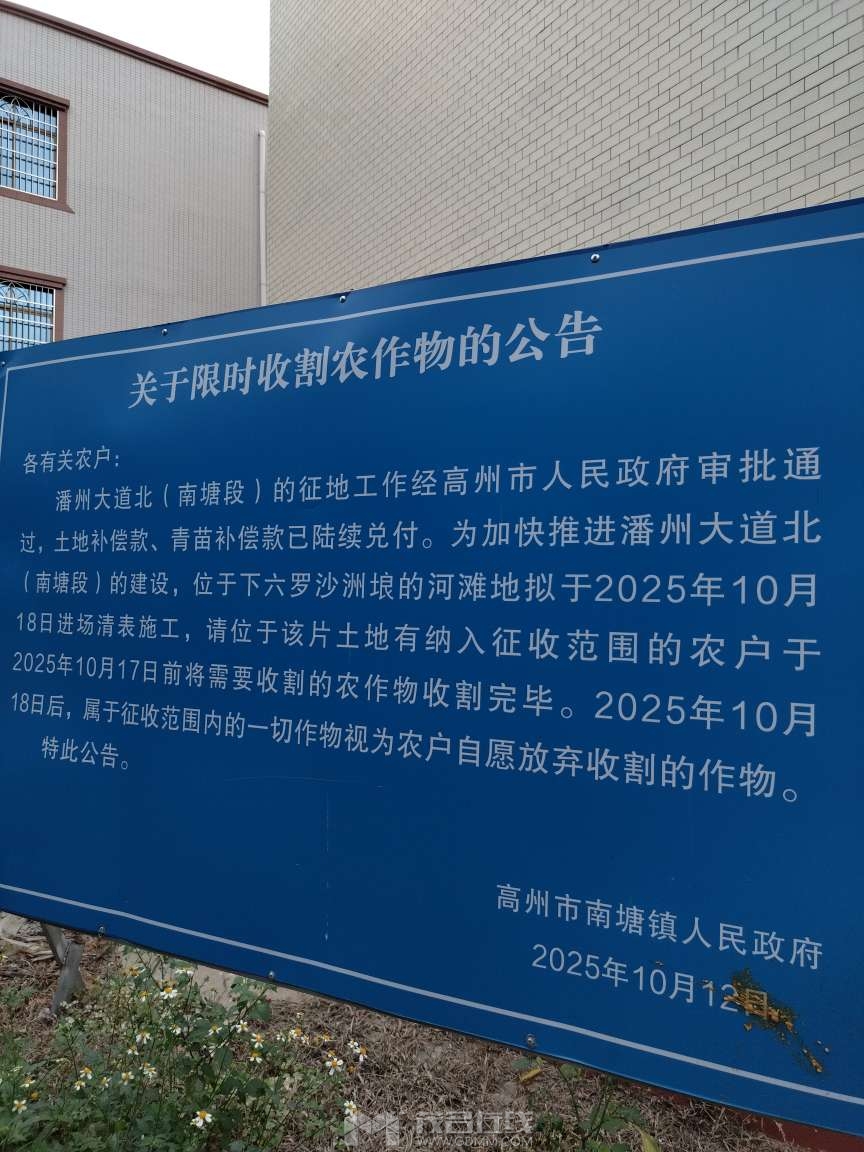 关于限时收割农作物的公告
各有关农户：
潘州大道北（南塘段）的征地工作经高州市人民政府审批通
过，土地补偿款、青苗补偿款已陆续兑付。为加快推进潘州大道北
（南塘段）的建设，位于下六罗沙洲埌的河滩地拟于2025年10月
18日进场清表施工，请位于该片土地有纳入征收范围的农户于
2025年10月17日前将需要收割的农作物收割完毕。2025年10月
18日后，属于征收范围内的一切作物视为农户自愿放弃收割的作物。
特此公告。
高州市南塘镇人民政府
2025年10月12日
茂名在线
WWW.GDMM.COM